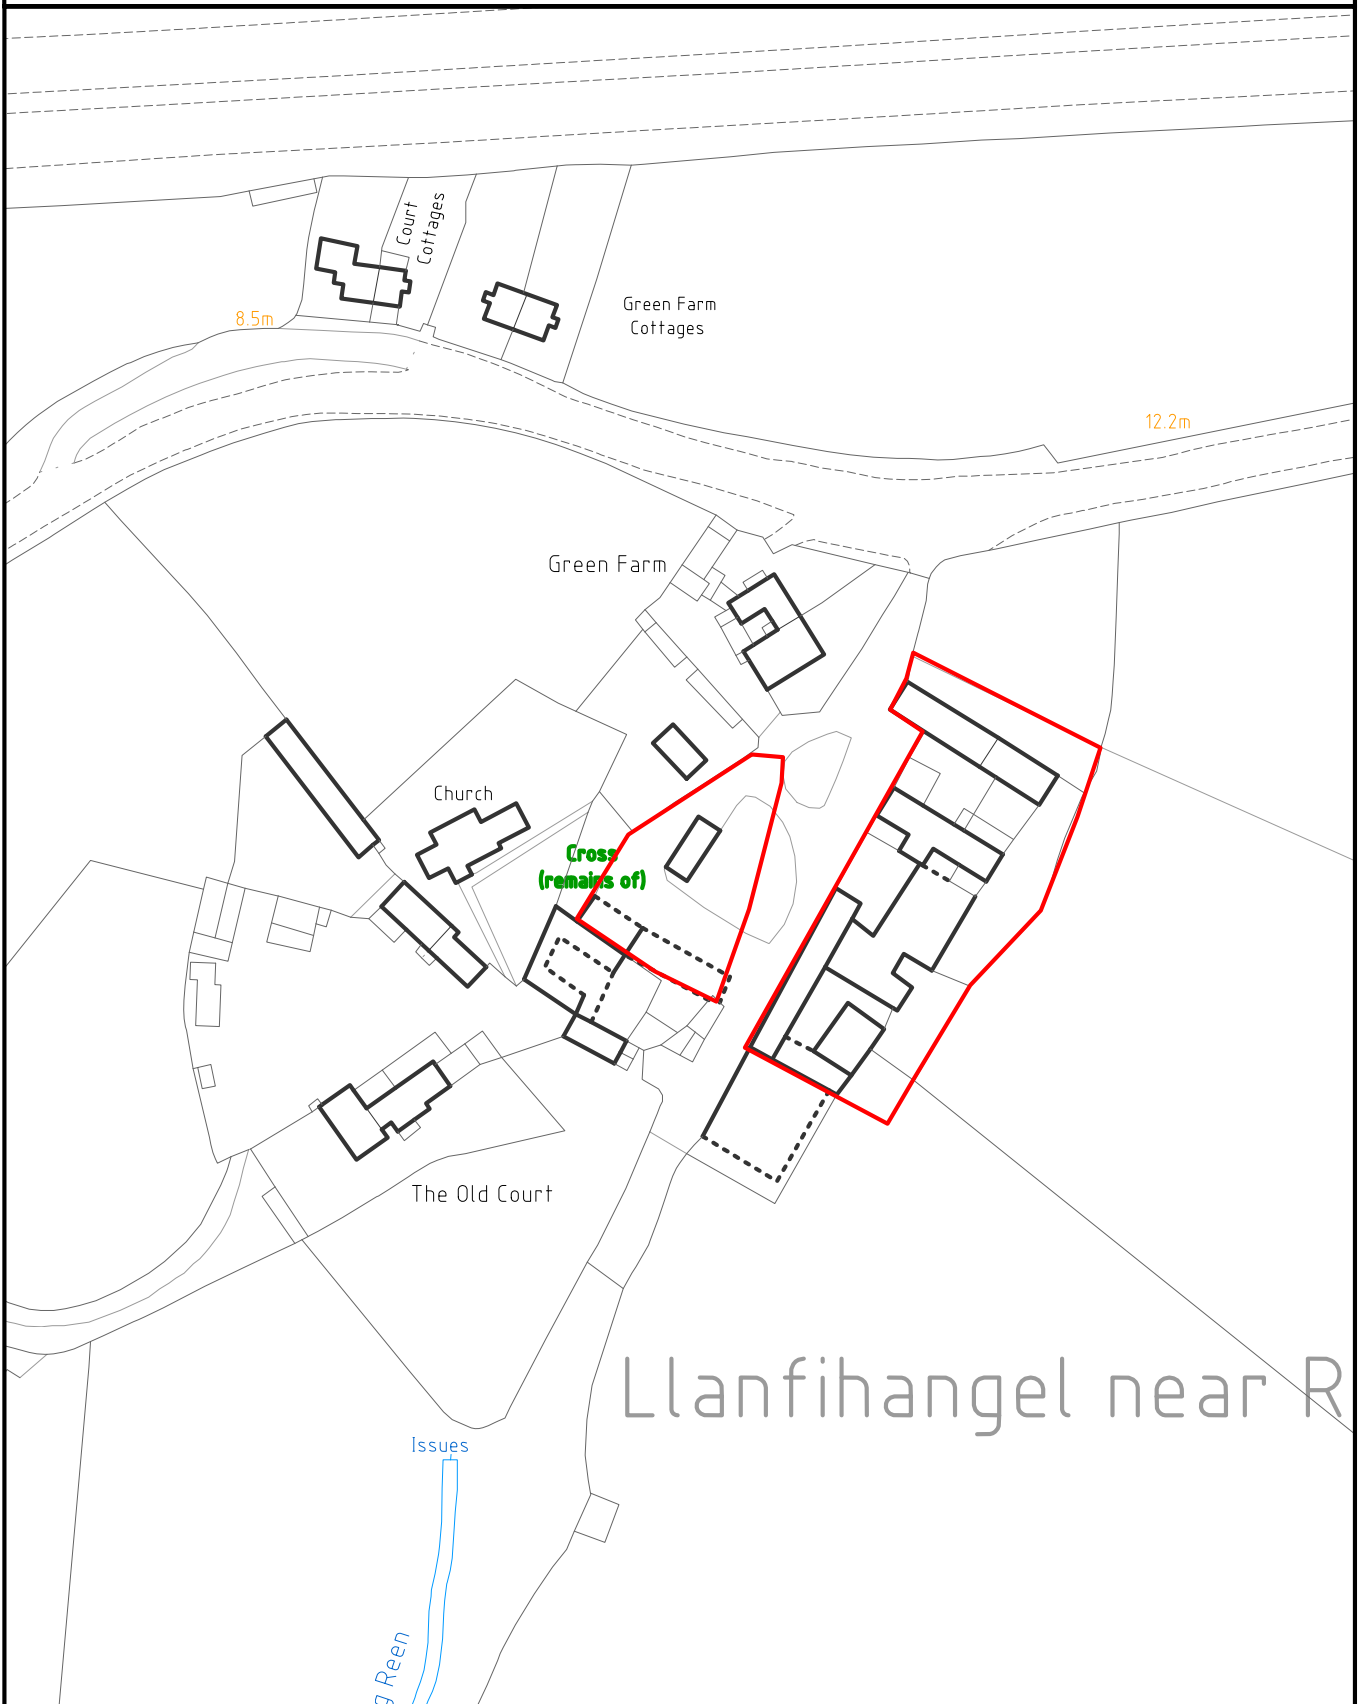 Court
Cottages
Green Farm
Cottages
8.5m
12.2m
Green Farm
Church
Cross
(remains of)
The Old Court
Llanfihangel near R
Issues
Reen